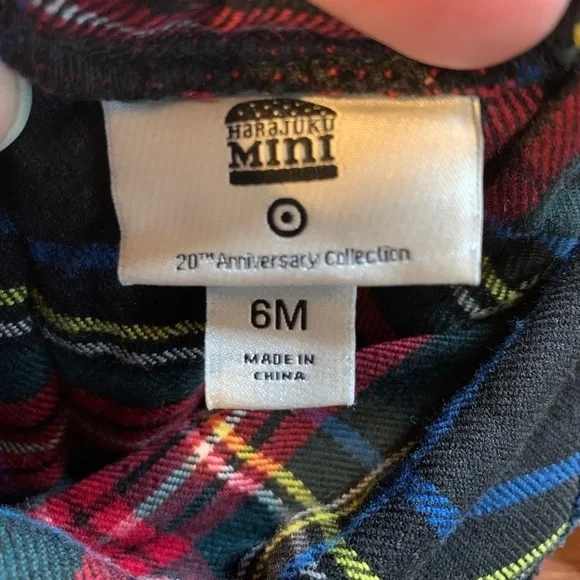 HaRaJUKU
MINI
20TH Anniversary Collection
6M
MADE IN
CHINA